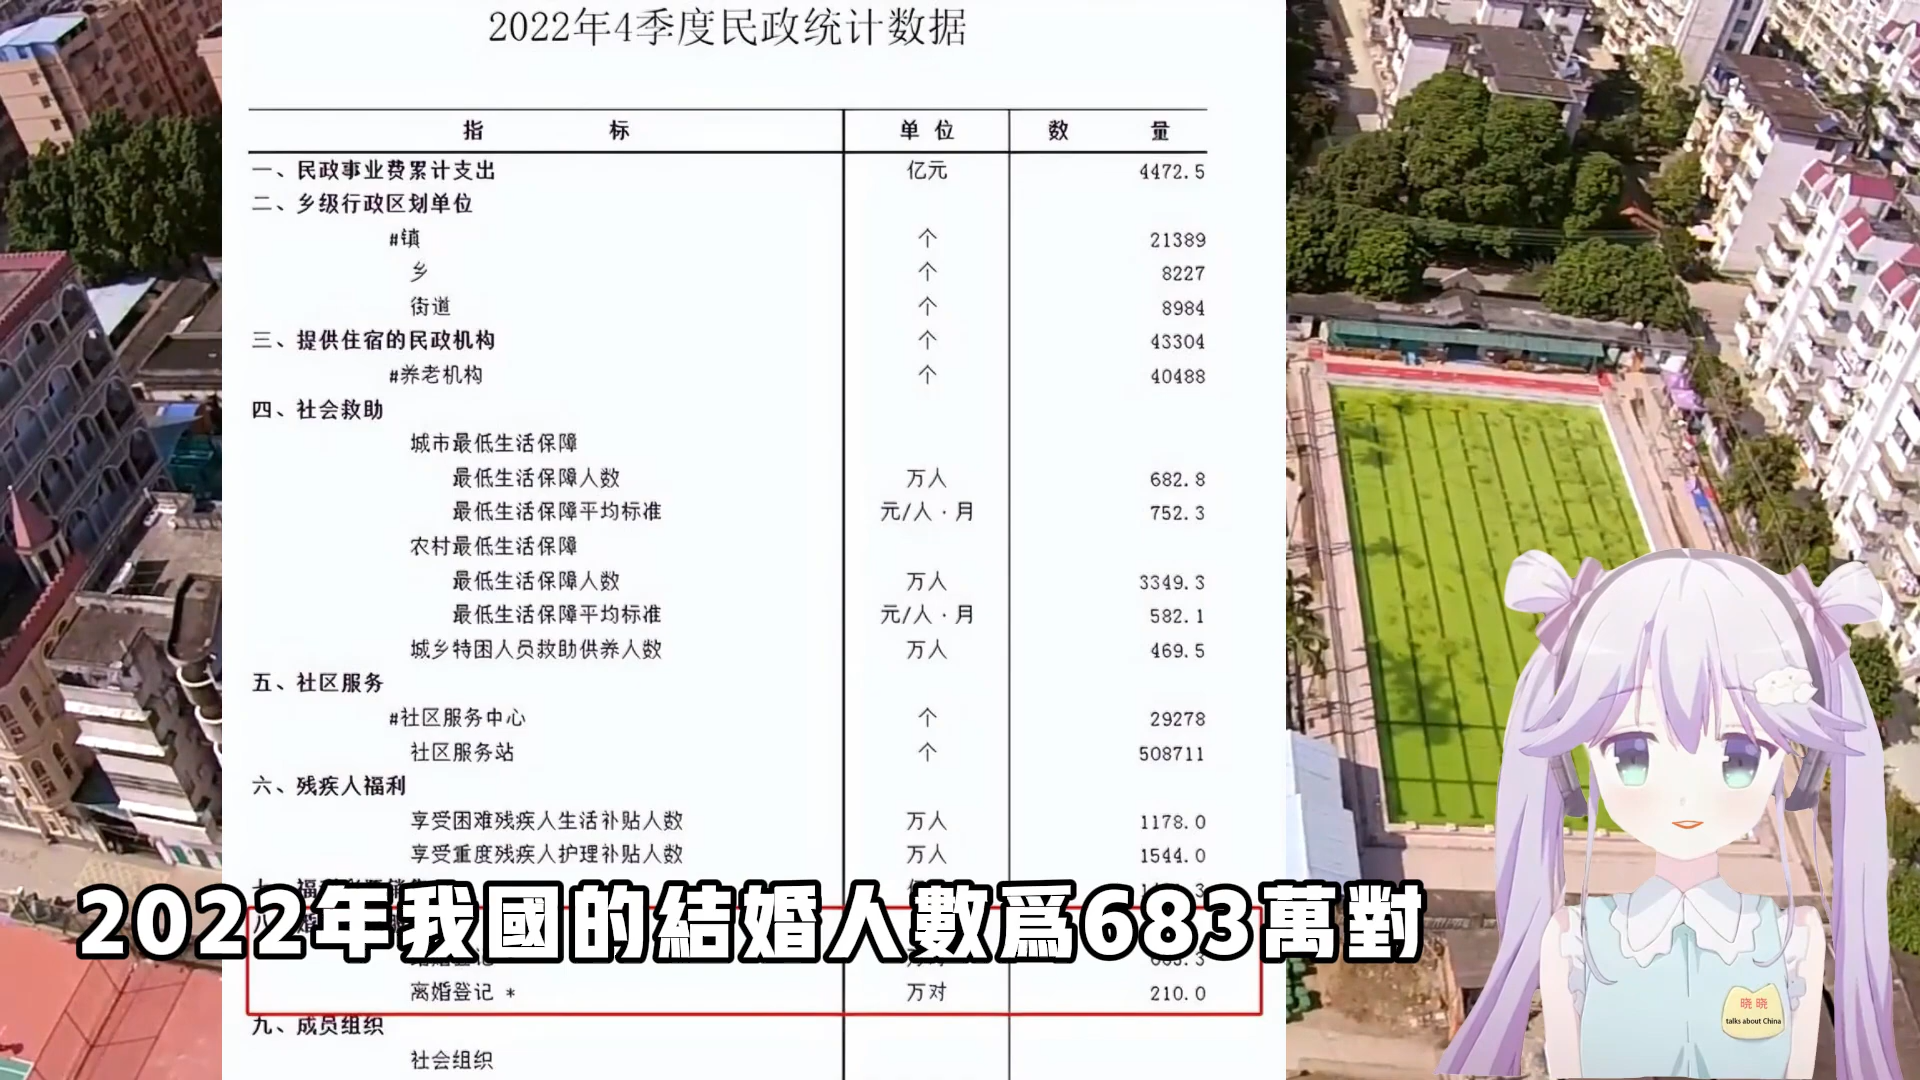 2022年4季度民政统计数据
指 标 单 位 数 量
一、民政事业费累计支出 亿元 4472.5
二、乡级行政区划单位
#镇 个 21389
乡 个 8227
街道 个 8984
三、提供住宿的民政机构 个 43304
#养老机构 个 40488
四、社会救助
城市最低生活保障
最低生活保障人数 万人 682.8
最低生活保障平均标准 元/人·月 752.3
农村最低生活保障
最低生活保障人数 万人 3349.3
最低生活保障平均标准 元/人·月 582.1
城乡特困人员救助供养人数 万人 469.5
五、社区服务
#社区服务中心 个 29278
社区服务站 个 508711
六、残疾人福利
享受困难残疾人生活补贴人数 万人 1178.0
享受重度残疾人护理补贴人数 万人 1544.0
2022年我國的結婚人數爲683萬對
离婚登记 * 万对 210.0
九、成员组织
社会组织
晓晓
talks about China